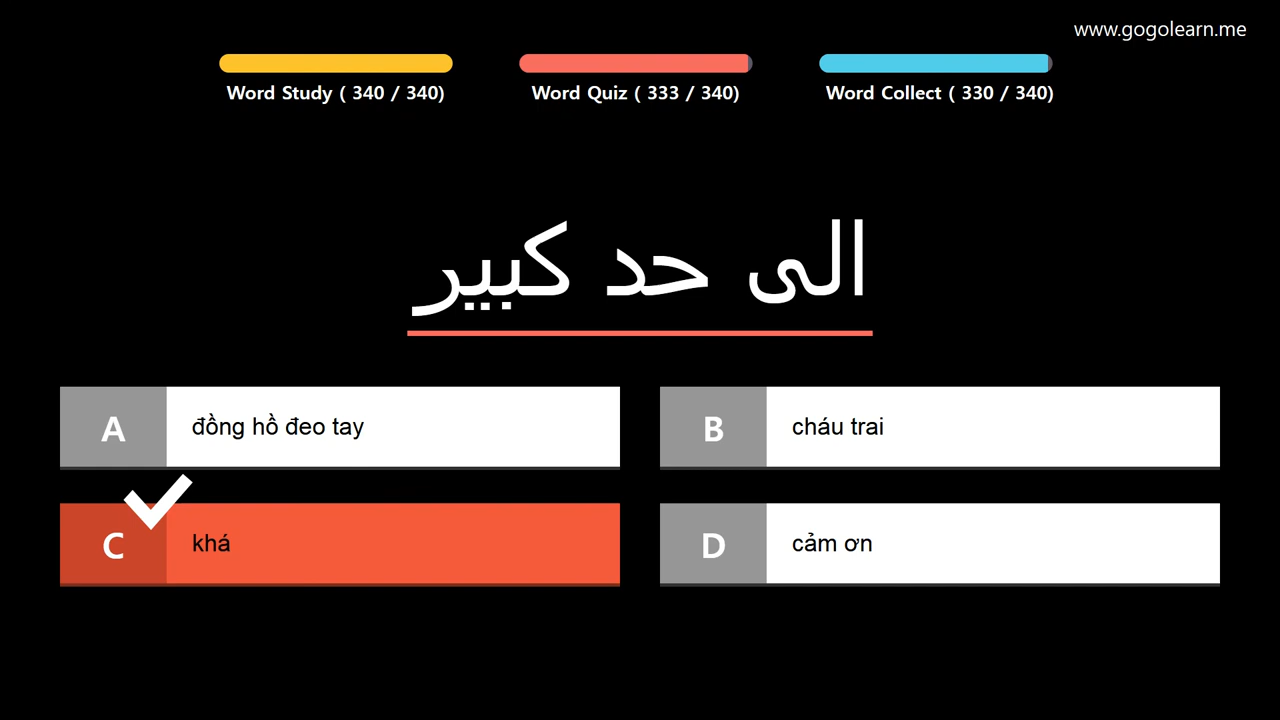 www.gogolearn.me
Word Study ( 340 / 340)
Word Quiz ( 333 / 340)
Word Collect ( 330 / 340)
الى حد كبير
A
đồng hồ đeo tay
B
cháu trai
C
khá
D
cảm ơn